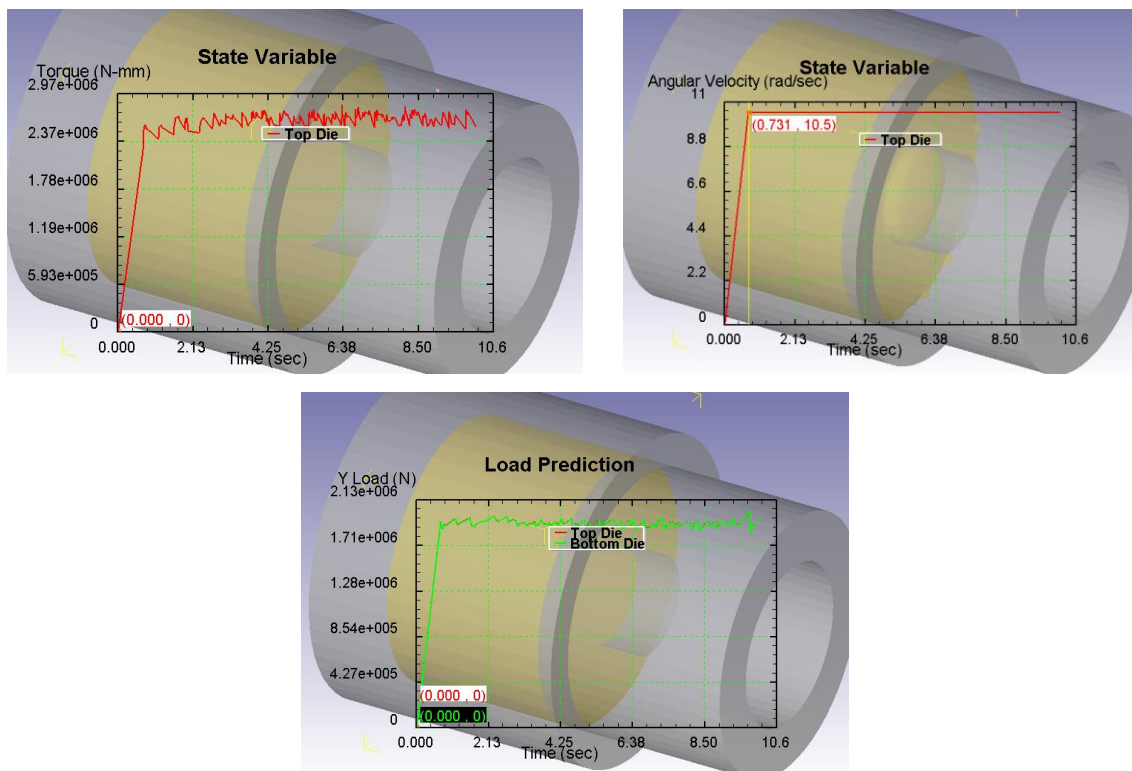 State Variable
Torque (N-mm)
2.97e+006
2.37e+006
1.78e+006
1.19e+006
5.93e+005
0
Top Die
(0.000 , 0)
0.000 2.13 4.25 6.38 8.50 10.6
Time (sec)
State Variable
Angular Velocity (rad/sec)
11
8.8
6.6
4.4
2.2
0
(0.731 , 10.5)
Top Die
0.000 2.13 4.25 6.38 8.50 10.6
Time (sec)
Load Prediction
Y Load (N)
2.13e+006
1.71e+006
1.28e+006
8.54e+005
4.27e+005
0
Top Die
Bottom Die
(0.000 , 0)
(0.000 , 0)
0.000 2.13 4.25 6.38 8.50 10.6
Time (sec)